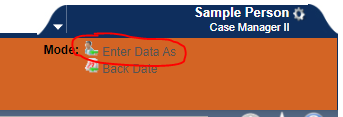 Sample Person
Case Manager II
Mode: Enter Data As
Back Date